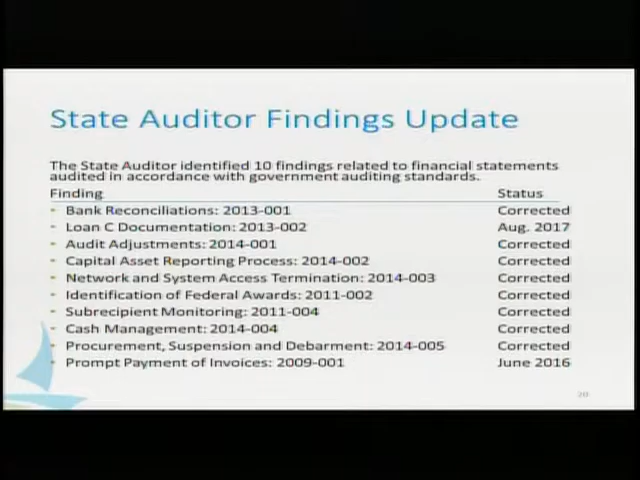 State Auditor Findings Update
The State Auditor identified 10 findings related to financial statements
audited in accordance with government auditing standards.
Finding Status
Bank Reconciliations: 2013-001 Corrected
Loan C Documentation: 2013-002 Aug. 2017
Audit Adjustments: 2014-001 Corrected
Capital Asset Reporting Process: 2014-002 Corrected
Network and System Access Termination: 2014-003 Corrected
Identification of Federal Awards: 2011-002 Corrected
Subrecipient Monitoring: 2011-004 Corrected
Cash Management: 2014-004 Corrected
Procurement, Suspension and Debarment: 2014-005 Corrected
Prompt Payment of Invoices: 2009-001 June 2016
20